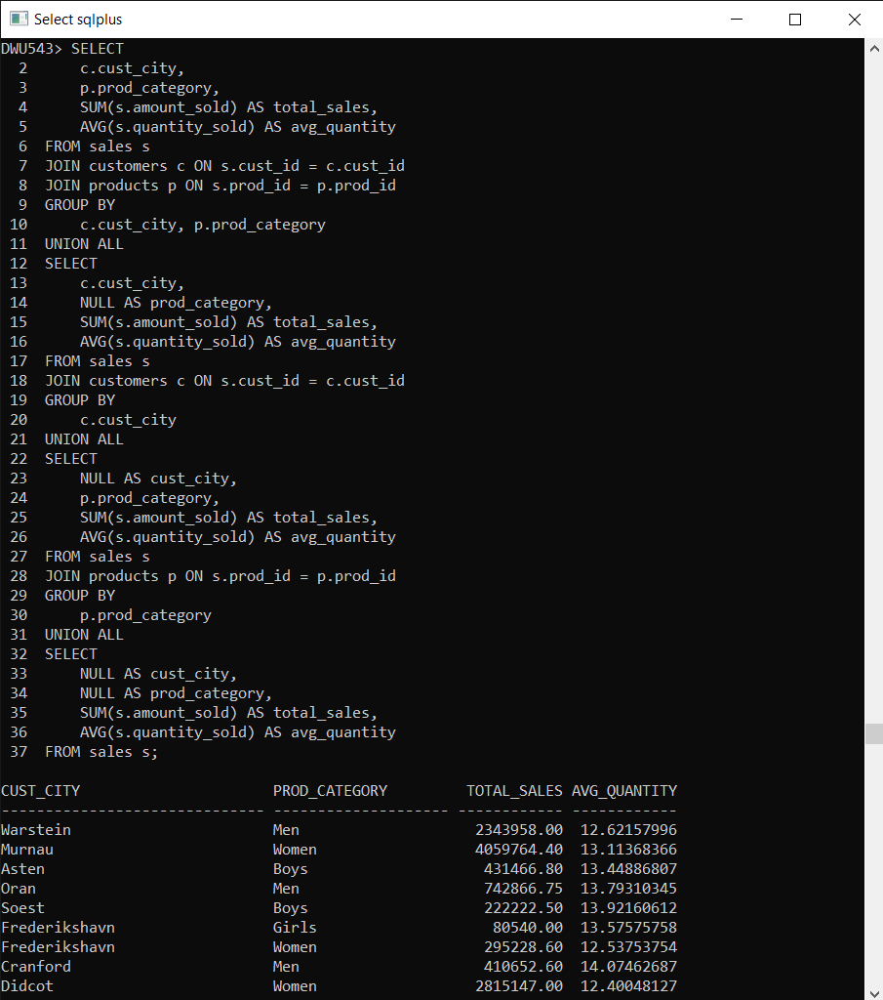 Select sqlplus
DWU543> SELECT
  2      c.cust_city,
  3      p.prod_category,
  4      SUM(s.amount_sold) AS total_sales,
  5      AVG(s.quantity_sold) AS avg_quantity
  6  FROM sales s
  7  JOIN customers c ON s.cust_id = c.cust_id
  8  JOIN products p ON s.prod_id = p.prod_id
  9  GROUP BY
 10      c.cust_city, p.prod_category
 11  UNION ALL
 12  SELECT
 13      c.cust_city,
 14      NULL AS prod_category,
 15      SUM(s.amount_sold) AS total_sales,
 16      AVG(s.quantity_sold) AS avg_quantity
 17  FROM sales s
 18  JOIN customers c ON s.cust_id = c.cust_id
 19  GROUP BY
 20      c.cust_city
 21  UNION ALL
 22  SELECT
 23      NULL AS cust_city,
 24      p.prod_category,
 25      SUM(s.amount_sold) AS total_sales,
 26      AVG(s.quantity_sold) AS avg_quantity
 27  FROM sales s
 28  JOIN products p ON s.prod_id = p.prod_id
 29  GROUP BY
 30      p.prod_category
 31  UNION ALL
 32  SELECT
 33      NULL AS cust_city,
 34      NULL AS prod_category,
 35      SUM(s.amount_sold) AS total_sales,
 36      AVG(s.quantity_sold) AS avg_quantity
 37  FROM sales s;
CUST_CITY                      PROD_CATEGORY         TOTAL_SALES AVG_QUANTITY
------------------------------ -------------------- ------------ ------------
Warstein                       Men                    2343958.00  12.62157996
Murnau                         Women                  4059764.40  13.11368366
Asten                          Boys                    431466.80  13.44886807
Oran                           Men                     742866.75  13.79310345
Soest                          Boys                    222222.50  13.92160612
Frederikshavn                  Girls                    80540.00  13.57575758
Frederikshavn                  Women                   295228.60  12.53753754
Cranford                       Men                     410652.60  14.07462687
Didcot                         Women                  2815147.00  12.40048127